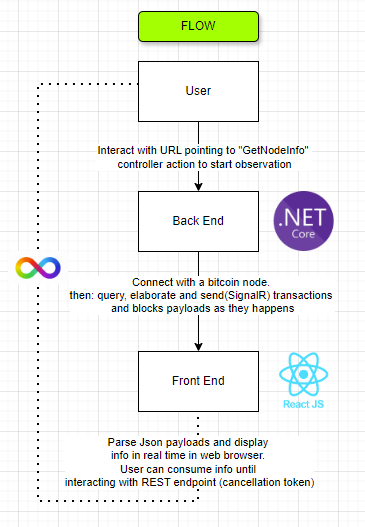 FLOW
User
Interact with URL pointing to "GetNodeInfo"
controller action to start observation
Back End
.NET
Core
Connect with a bitcoin node.
then: query, elaborate and send(SignalR) transactions
and blocks payloads as they happens
Front End
React JS
Parse Json payloads and display
info in real time in web browser.
User can consume info until
interacting with REST endpoint (cancellation token)